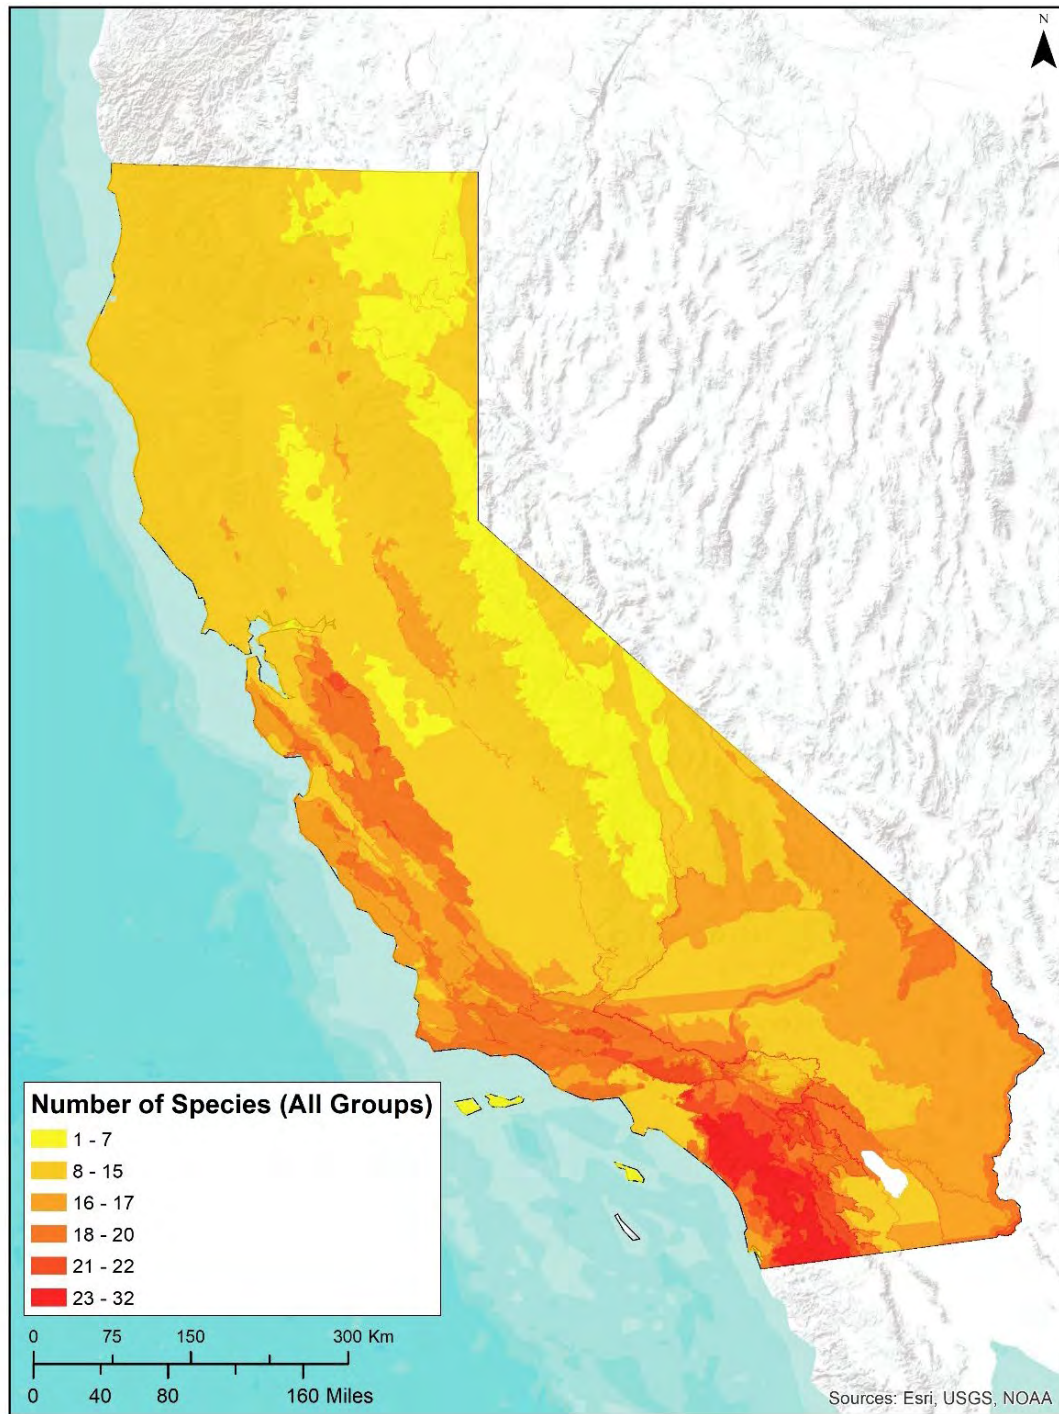 N
Number of Species (All Groups)
1 - 7
8 - 15
16 - 17
18 - 20
21 - 22
23 - 32
0 75 150 300 Km
0 40 80 160 Miles
Sources: Esri, USGS, NOAA